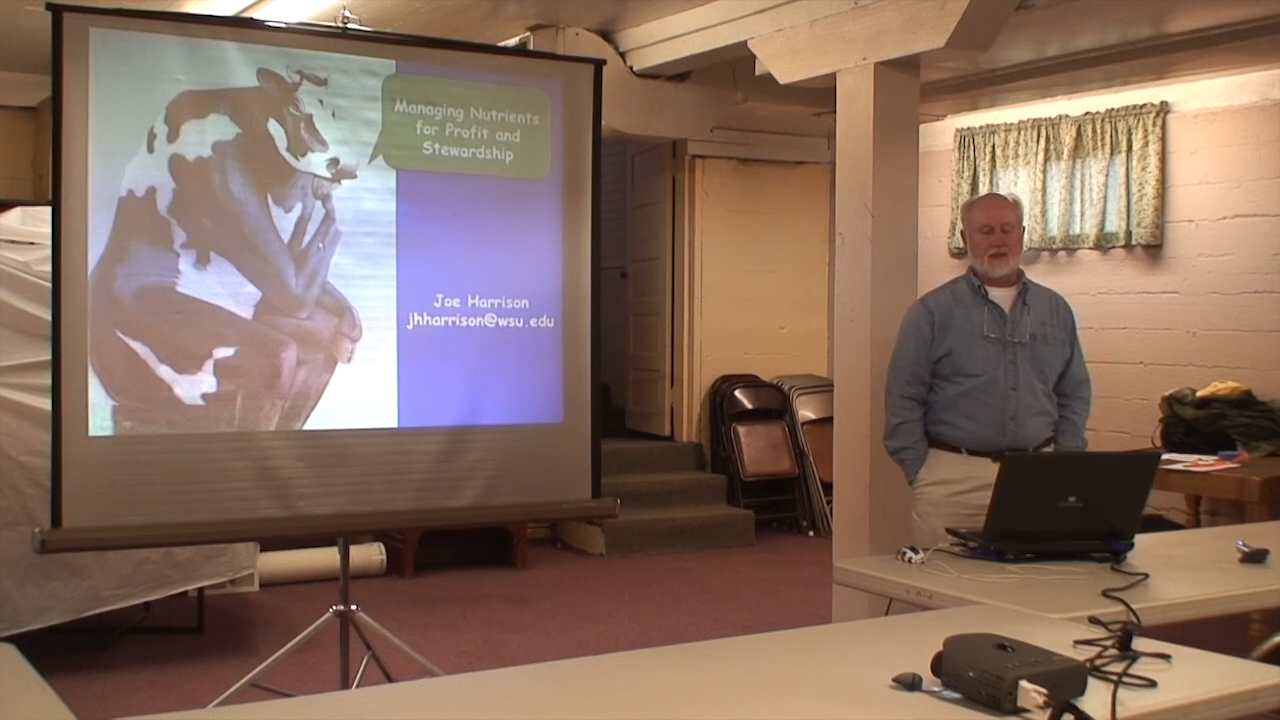 Managing Nutrients
for Profit and
Stewardship
Joe Harrison
jhharrison@wsu.edu